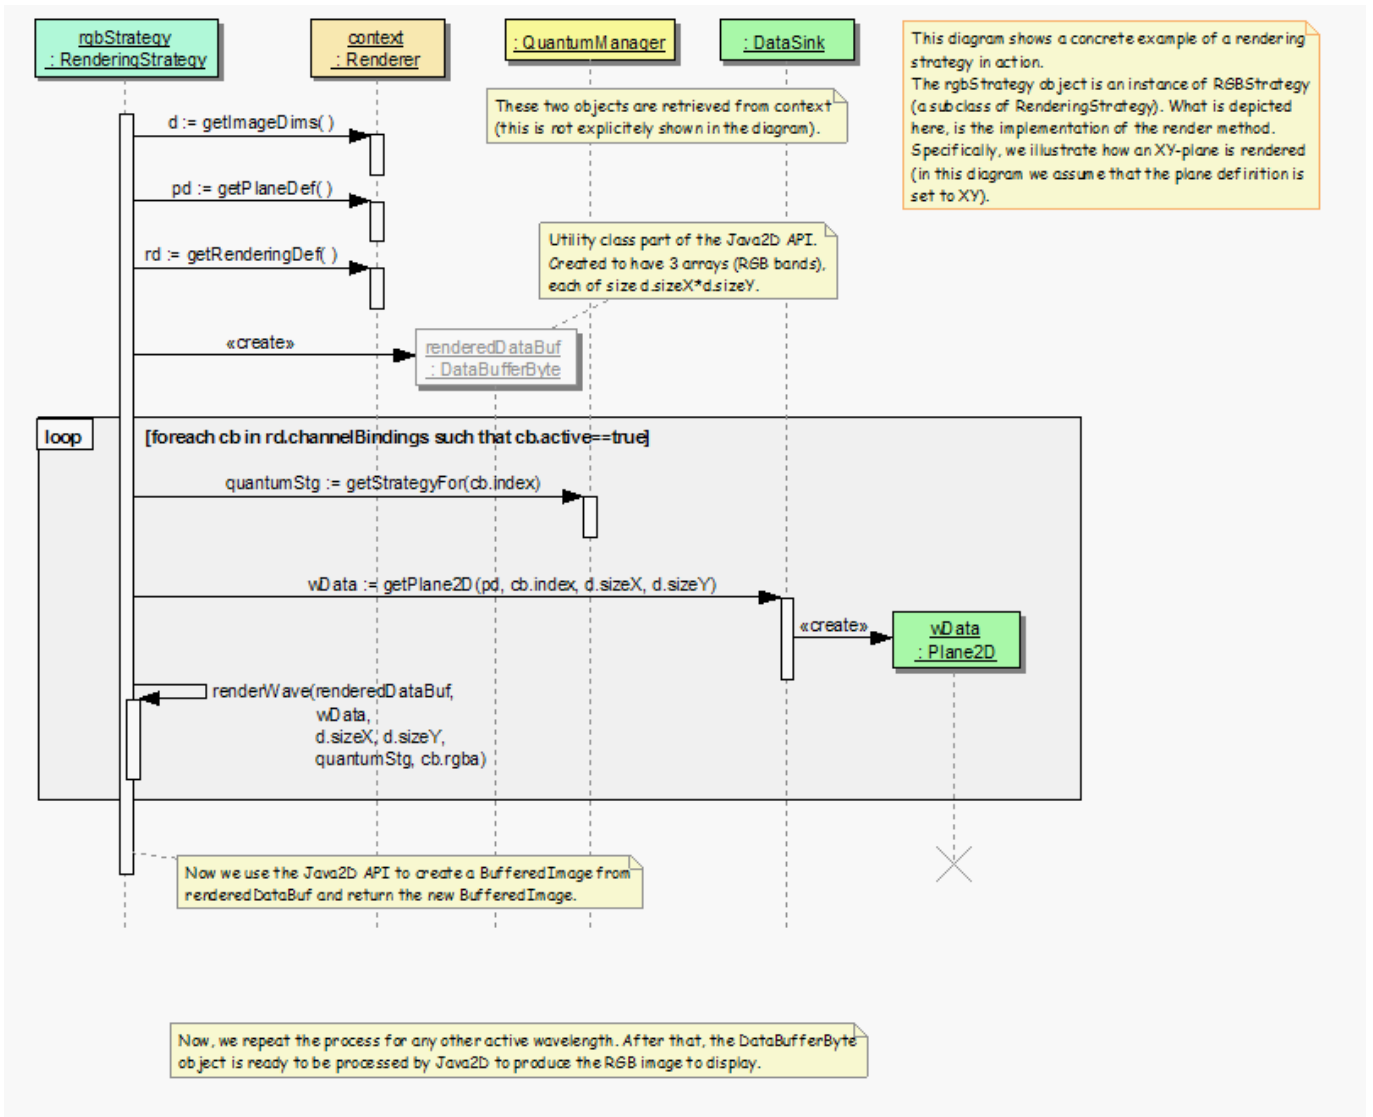 rgbStrategy
: RenderingStrategy
context
: Renderer
: QuantumManager
: DataSink
This diagram shows a concrete example of a rendering
strategy in action.
The rgbStrategy object is an instance of RGBStrategy
(a subclass of RenderingStrategy). What is depicted
here, is the implementation of the render method.
Specifically, we illustrate how an XY-plane is rendered
(in this diagram we assume that the plane definition is
set to XY).
These two objects are retrieved from context
(this is not explicitely shown in the diagram).
d := getImageDims( )
pd := getPlaneDef( )
rd := getRenderingDef( )
Utility class part of the Java2D API.
Created to have 3 arrays (RGB bands),
each of size d.sizeX*d.sizeY.
«create»
renderedDataBuf
: DataBufferByte
loop
[foreach cb in rd.channelBindings such that cb.active==true]
quantumStg := getStrategyFor(cb.index)
wData := getPlane2D(pd, cb.index, d.sizeX, d.sizeY)
«create»
wData
: Plane2D
renderWave(renderedDataBuf,
wData,
d.sizeX, d.sizeY,
quantumStg, cb.rgba)
Now we use the Java2D API to create a BufferedImage from
renderedDataBuf and return the new BufferedImage.
Now, we repeat the process for any other active wavelength. After that, the DataBufferByte
object is ready to be processed by Java2D to produce the RGB image to display.